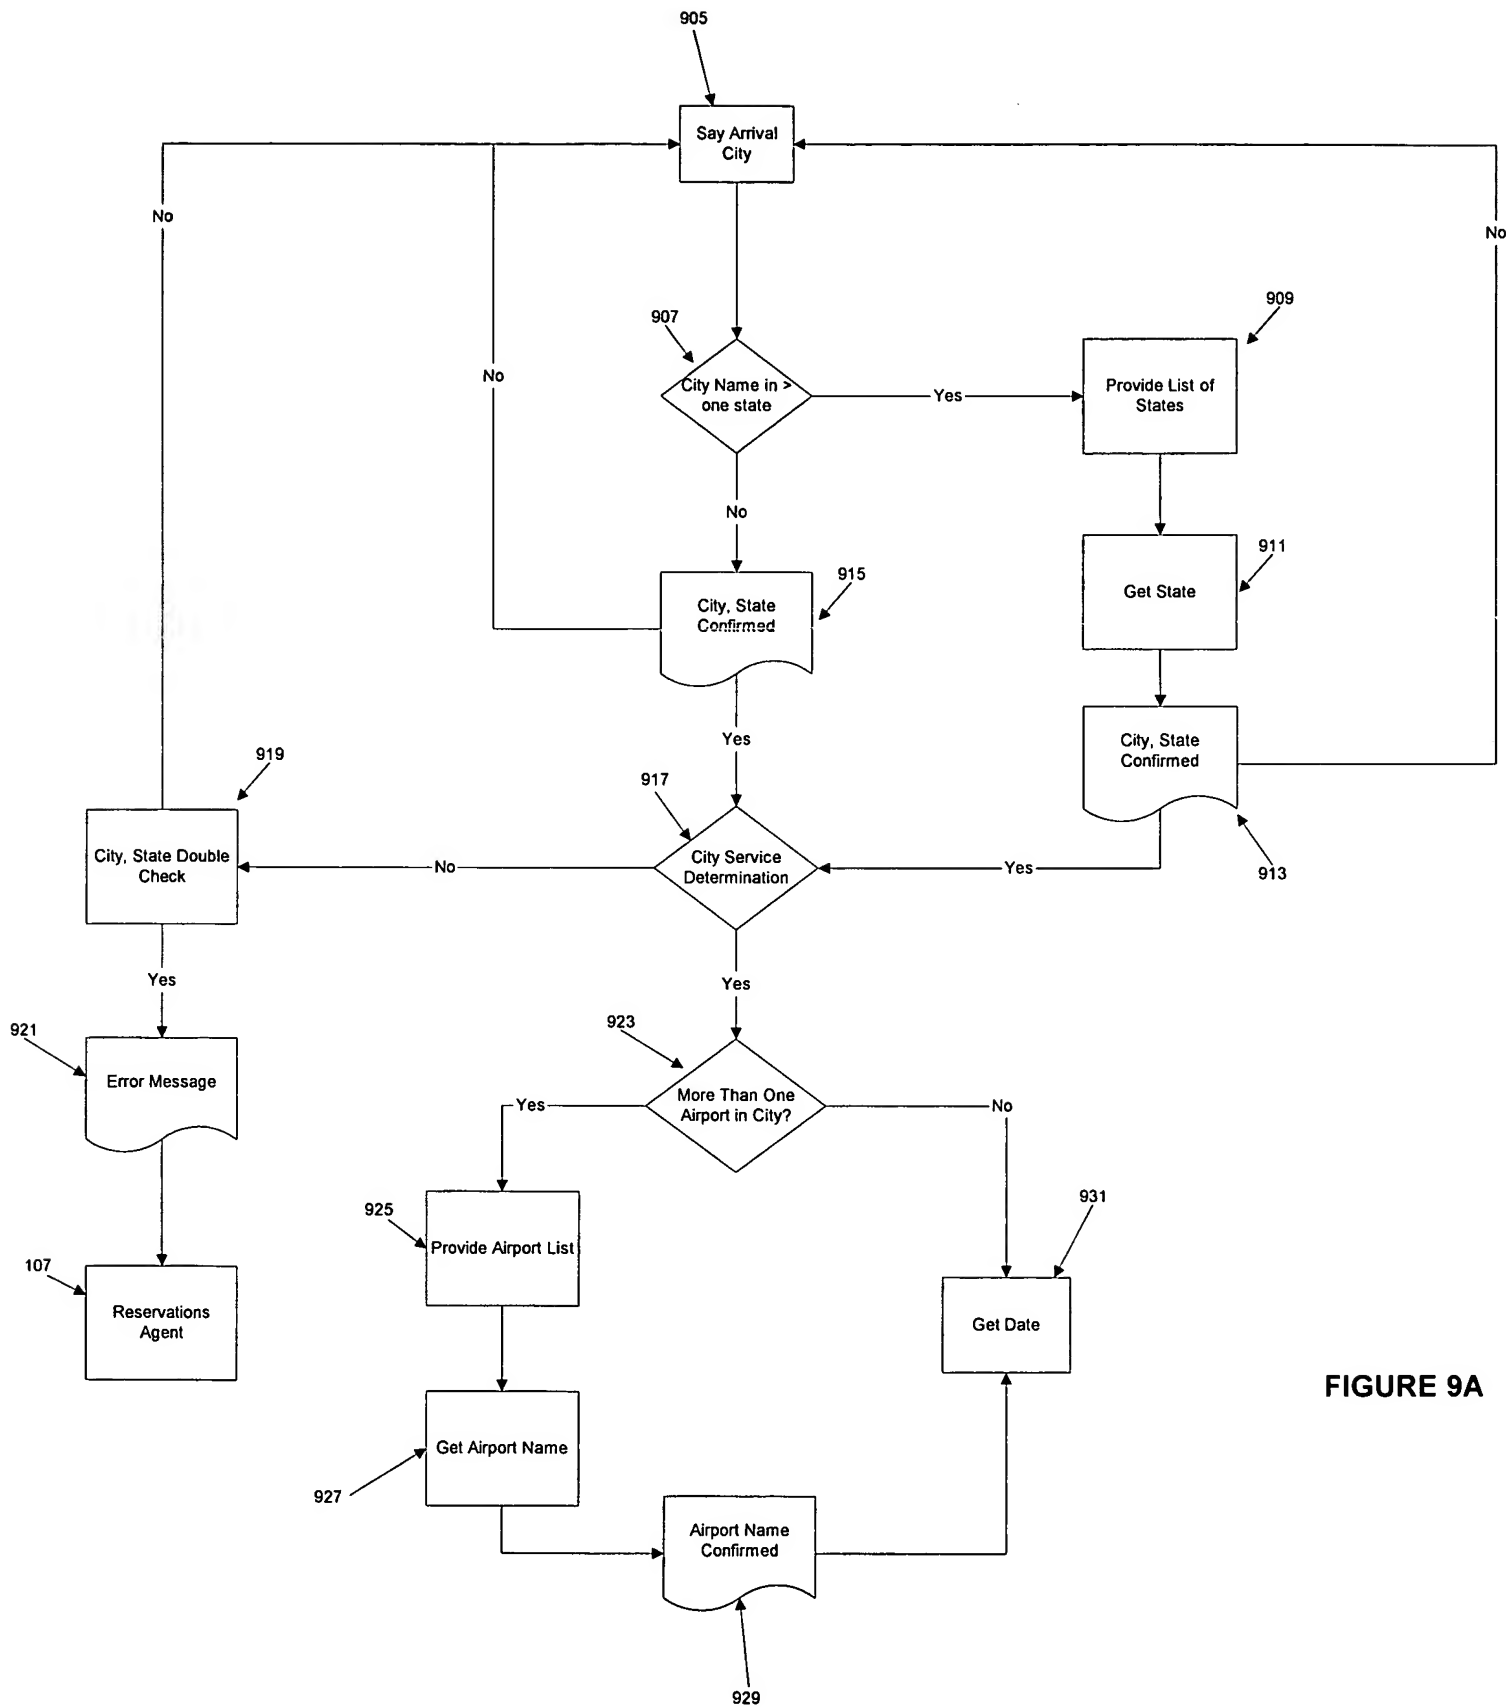 905
Say Arrival
City
No
No
907
909
No
City Name in >
one state
Yes
Provide List of
States
No
911
915
Get State
City, State
Confirmed
City, State
Confirmed
Yes
919
917
913
City, State Double
Check
No
City Service
Determination
Yes
Yes
Yes
921
923
Error Message
More Than One
Airport in City?
Yes
No
925
931
Provide Airport List
107
Reservations
Agent
Get Date
FIGURE 9A
Get Airport Name
927
Airport Name
Confirmed
929